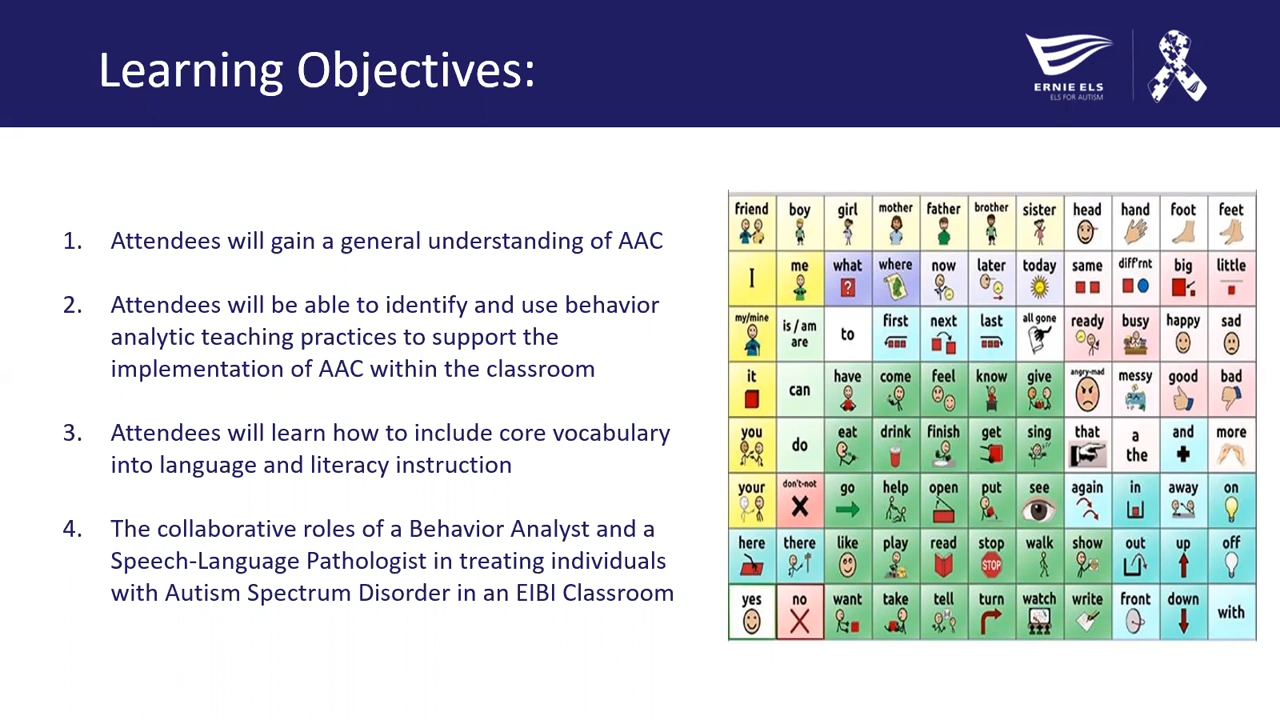 Learning Objectives:
ERNIE ELS
ELS FOR AUTISM
1. Attendees will gain a general understanding of AAC
2. Attendees will be able to identify and use behavior
analytic teaching practices to support the
implementation of AAC within the classroom
3. Attendees will learn how to include core vocabulary
into language and literacy instruction
4. The collaborative roles of a Behavior Analyst and a
Speech-Language Pathologist in treating individuals
with Autism Spectrum Disorder in an EIBI Classroom
friend boy girl mother father brother sister head hand foot feet
I me what where now later today same diff'rnt big little
my/mine is / am are to first next last all gone ready busy happy sad
it can have come feel know give angry-mad messy good bad
you do eat drink finish get sing that a the and more
your don't-not go help open put see again in away on
here there like play read stop STOP walk show out up off
yes no want take tell turn watch write front down with